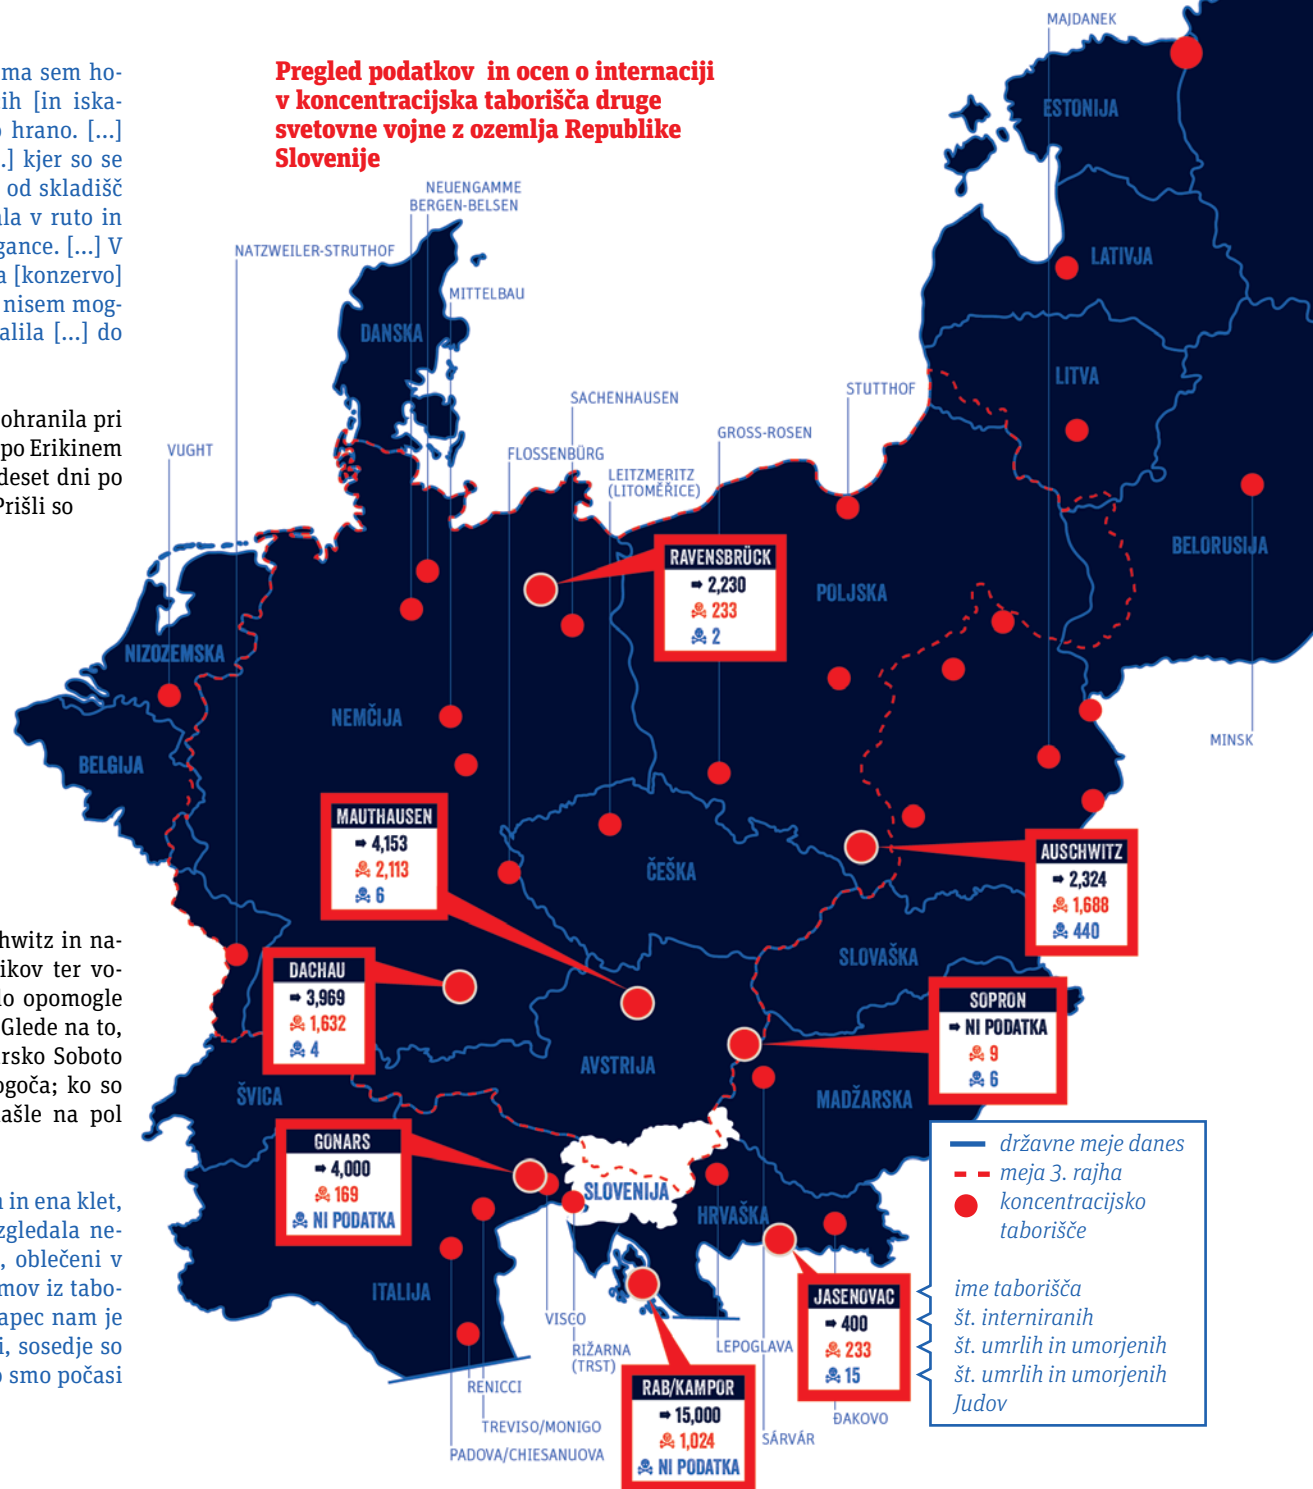 ma sem ho-
ih [in iska-
o hrano. [...]
.] kjer so se
od skladišč
ala v ruto in
gance. [...] V
a [konzervo]
nisem mog-
alila [...] do
ohranila pri
po Erikinem
deset dni po
Prišli so
hwitz in na-
ikov ter vo-
lo opomogle
Glede na to,
rsko Soboto
ogoča; ko so
ašle na pol
a in ena klet,
zgledala ne-
, oblečeni v
mov iz tabo-
apec nam je
i, sosedje so
o smo počasi
Pregled podatkov in ocen o internaciji
v koncentracijska taborišča druge
svetovne vojne z ozemlja Republike
Slovenije
MAJDANEK
ESTONIJA
NEUENGAMME
BERGEN-BELSEN
NATZWEILER-STRUTHOF
LATVIJA
MITTELBAU
DANSKA
LITVA
SACHENHAUSEN
STUTTHOF
GROSS-ROSEN
VUGHT
FLOSSENBÜRG
LEITZMERITZ
(LITOMĚŘICE)
BELORUSIJA
RAVENSBRÜCK
2,230
233
2
POLJSKA
NIZOZEMSKA
NEMČIJA
MINSK
BELGIJA
MAUTHAUSEN
4,153
2,113
6
ČEŠKA
AUSCHWITZ
2,324
1,688
440
SLOVAŠKA
DACHAU
3,969
1,632
4
SOPRON
NI PODATKA
9
6
AVSTRIJA
ŠVICA
MADŽARSKA
GONARS
4,000
169
NI PODATKA
SLOVENIJA
HRVAŠKA
ITALIJA
JASENOVAC
400
233
15
VISCO
RIŽARNA
(TRST)
LEPOGLAVA
RENICCI
RAB/KAMPOR
15,000
1,024
NI PODATKA
ĐAKOVO
TREVISO/MONIGO
SÁRVÁR
PADOVA/CHIESANUOVA
državne meje danes
meja 3. rajha
koncentracijsko
taborišče
ime taborišča
št. interniranih
št. umrlih in umorjenih
št. umrlih in umorjenih
Judov